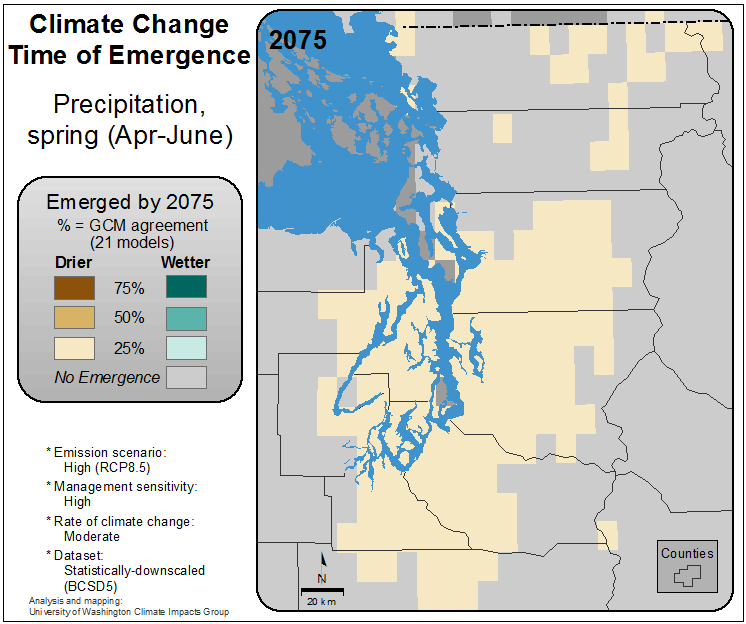 Climate Change
Time of Emergence
Precipitation,
spring (Apr-June)
Emerged by 2075
% = GCM agreement
(21 models)
Drier Wetter
75%
50%
25%
No Emergence
* Emission scenario:
High (RCP8.5)
* Management sensitivity:
High
* Rate of climate change:
Moderate
* Dataset:
Statistically-downscaled
(BCSD5)
Analysis and mapping:
University of Washington Climate Impacts Group
2075
N
20 km
Counties